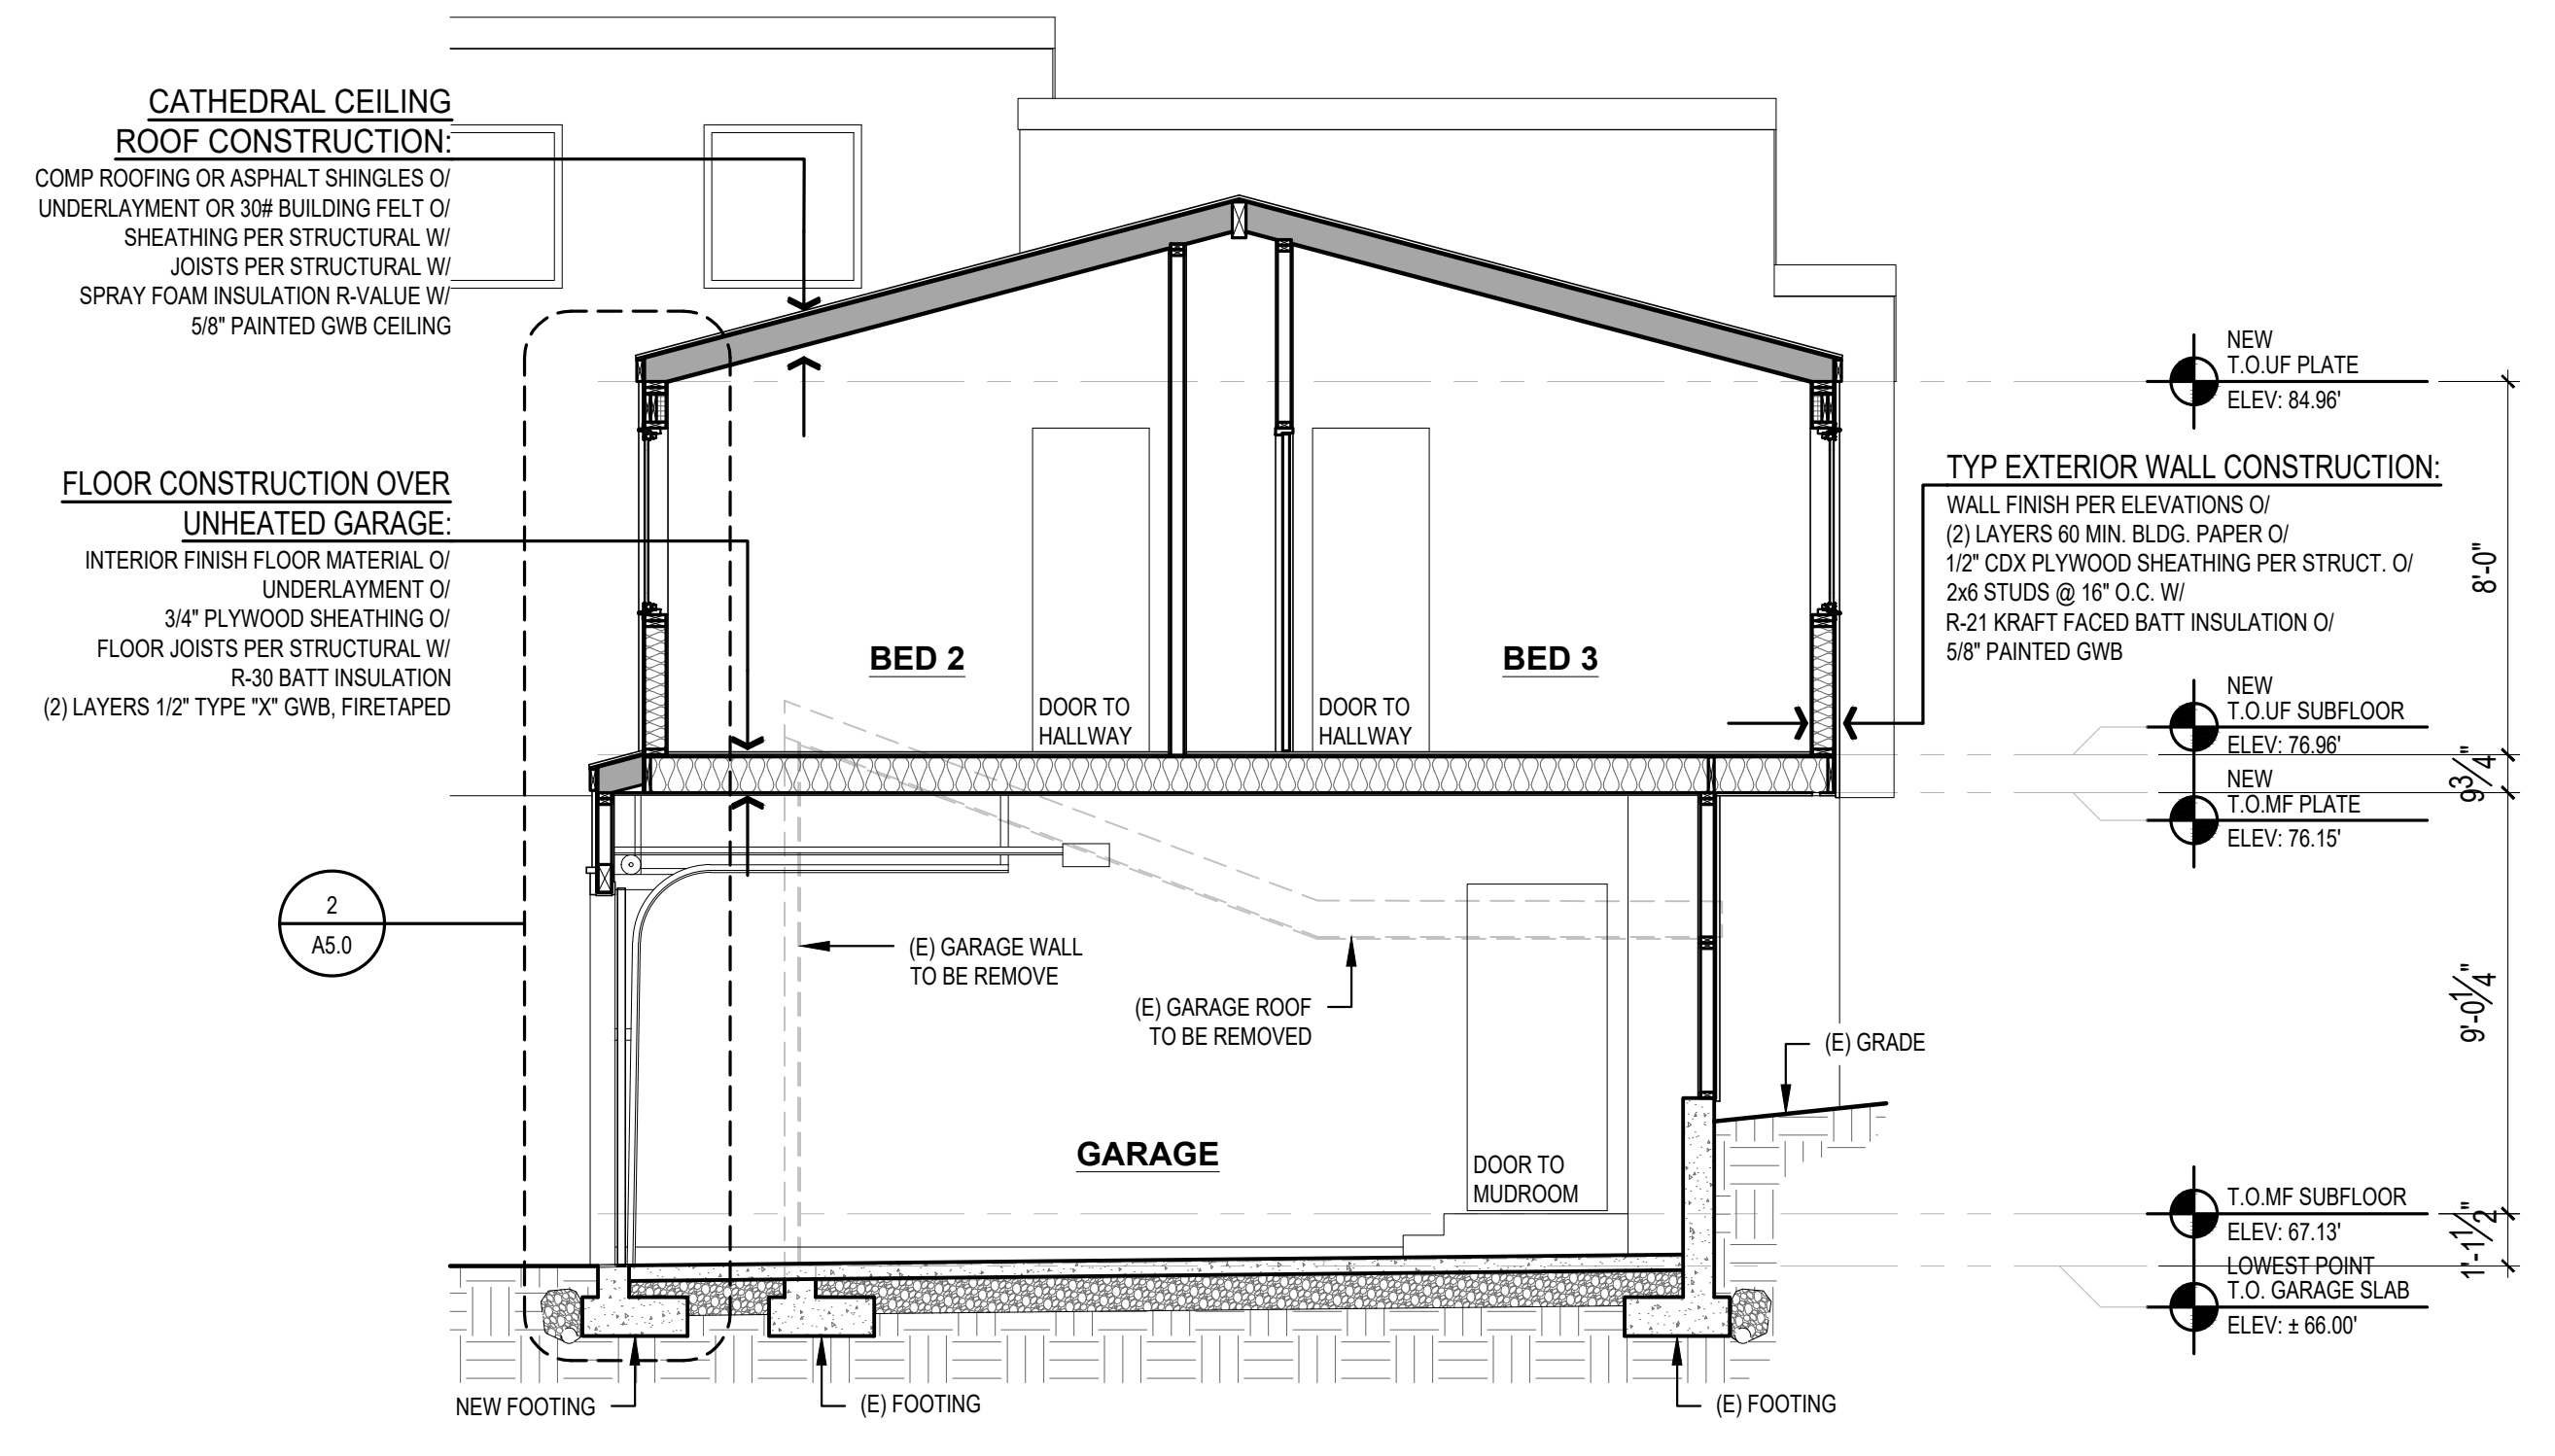 CATHEDRAL CEILING
ROOF CONSTRUCTION:
COMP ROOFING OR ASPHALT SHINGLES O/
UNDERLAYMENT OR 30# BUILDING FELT O/
SHEATHING PER STRUCTURAL W/
JOISTS PER STRUCTURAL W/
SPRAY FOAM INSULATION R-VALUE W/
5/8" PAINTED GWB CEILING
FLOOR CONSTRUCTION OVER
UNHEATED GARAGE:
INTERIOR FINISH FLOOR MATERIAL O/
UNDERLAYMENT O/
3/4" PLYWOOD SHEATHING O/
FLOOR JOISTS PER STRUCTURAL W/
R-30 BATT INSULATION
(2) LAYERS 1/2" TYPE "X" GWB, FIRETAPED
2
A5.0
BED 2
DOOR TO
HALLWAY
DOOR TO
HALLWAY
BED 3
(E) GARAGE WALL
TO BE REMOVE
(E) GARAGE ROOF
TO BE REMOVED
GARAGE
DOOR TO
MUDROOM
(E) GRADE
NEW FOOTING
(E) FOOTING
(E) FOOTING
TYP EXTERIOR WALL CONSTRUCTION:
WALL FINISH PER ELEVATIONS O/
(2) LAYERS 60 MIN. BLDG. PAPER O/
1/2" CDX PLYWOOD SHEATHING PER STRUCT. O/
2x6 STUDS @ 16" O.C. W/
R-21 KRAFT FACED BATT INSULATION O/
5/8" PAINTED GWB
NEW
T.O.UF PLATE
ELEV: 84.96'
NEW
T.O.UF SUBFLOOR
ELEV: 76.96'
NEW
T.O.MF PLATE
ELEV: 76.15'
T.O.MF SUBFLOOR
ELEV: 67.13'
LOWEST POINT
T.O. GARAGE SLAB
ELEV: ± 66.00'
8'-0"
9 3/4"
9'-0 1/4"
1'-1 1/2"